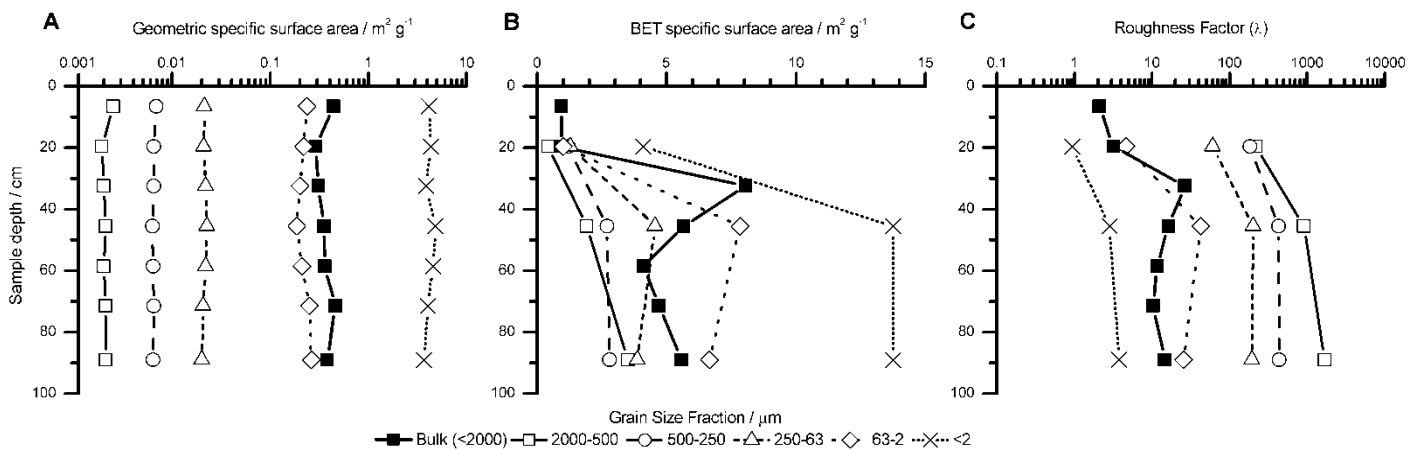 A Geometric specific surface area / m² g⁻¹
0.001 0.01 0.1 1 10
Sample depth / cm
0
20
40
60
80
100
B BET specific surface area / m² g⁻¹
0 5 10 15
0
20
40
60
80
100
C Roughness Factor (λ)
0.1 1 10 100 1000 10000
0
20
40
60
80
100
Grain Size Fraction / μm
Bulk (<2000) 2000-500 500-250 250-63 63-2 <2